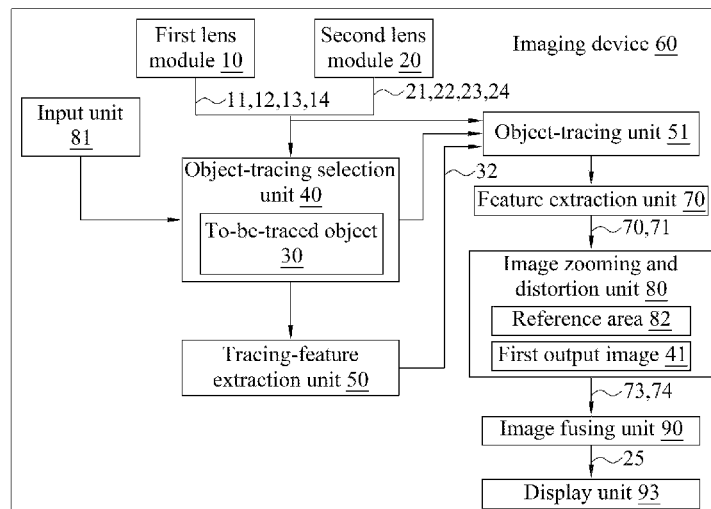 First lens
module 10
Second lens
module 20
Imaging device 60
11,12,13,14
21,22,23,24
Input unit
81
Object-tracing unit 51
Object-tracing selection
unit 40
32
To-be-traced object
30
Feature extraction unit 70
70,71
Image zooming and
distortion unit 80
Reference area 82
First output image 41
Tracing-feature
extraction unit 50
73,74
Image fusing unit 90
25
Display unit 93